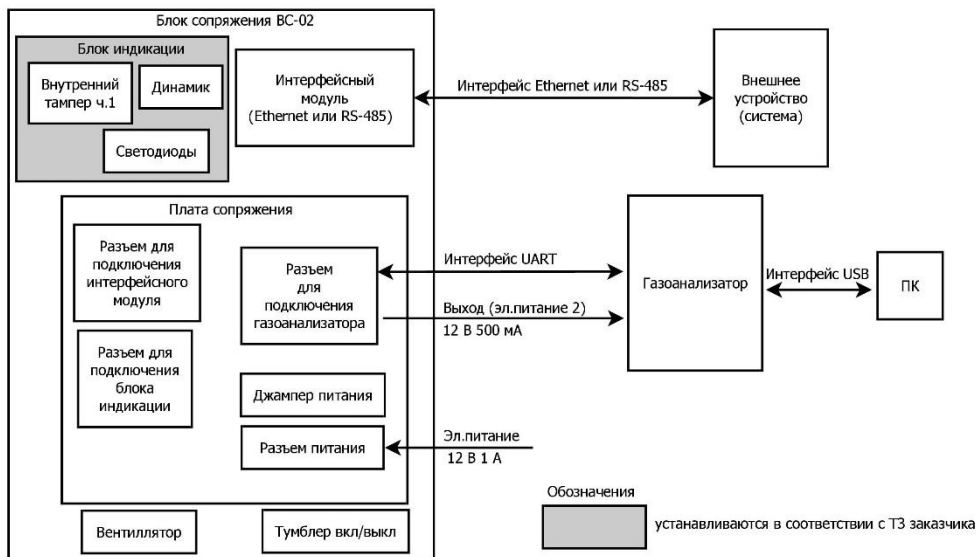 Блок сопряжения BC-02
Блок индикации
Внутренний
тампер ч.1
Динамик
Светодиоды
Интерфейсный
модуль
(Ethernet или RS-485)
Интерфейс Ethernet или RS-485
Внешнее
устройство
(система)
Плата сопряжения
Разъем для
подключения
интерфейсного
модуля
Разъем
для
подключения
газоанализатора
Интерфейс UART
Выход (эл.питание 2)
12 В 500 мА
Газоанализатор
Интерфейс USB
ПК
Разъем для
подключения
блока
индикации
Джампер питания
Разъем питания
Эл.питание
12 В 1 А
Вентиллятор
Тумблер вкл/выкл
Обозначения
устанавливаются в соответствии с ТЗ заказчика